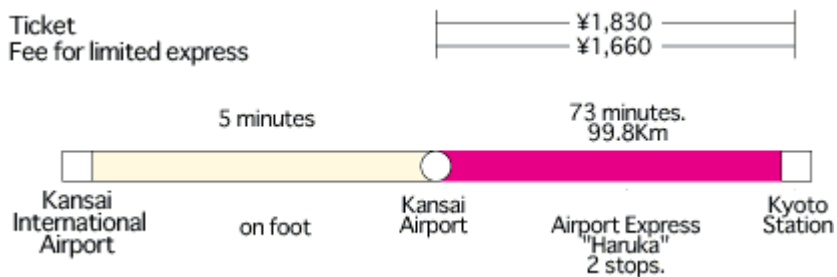 Ticket
¥1,830
Fee for limited express
¥1,660
5 minutes
73 minutes.
99.8Km
Kansai
International
Airport
on foot
Kansai
Airport
Airport Express
"Haruka"
2 stops.
Kyoto
Station